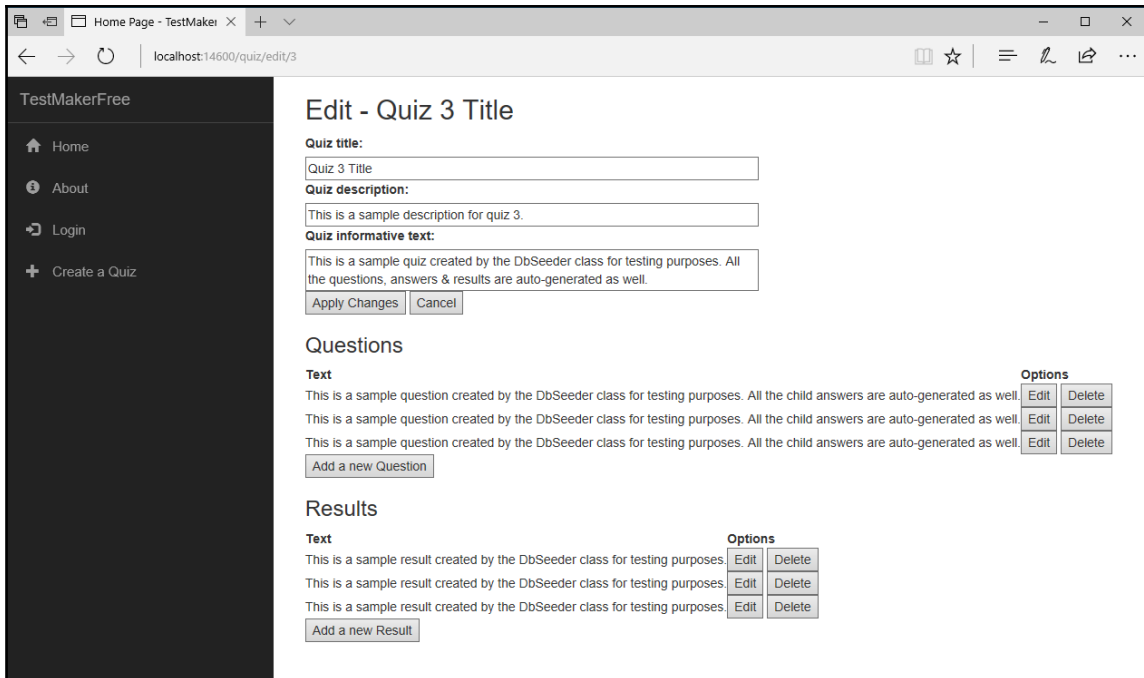 Home Page - TestMaker
localhost:14600/quiz/edit/3
TestMakerFree
Home
About
Login
Create a Quiz
Edit - Quiz 3 Title
Quiz title:
Quiz 3 Title
Quiz description:
This is a sample description for quiz 3.
Quiz informative text:
This is a sample quiz created by the DbSeeder class for testing purposes. All
the questions, answers & results are auto-generated as well.
Apply Changes Cancel
Questions
Text Options
This is a sample question created by the DbSeeder class for testing purposes. All the child answers are auto-generated as well. Edit Delete
This is a sample question created by the DbSeeder class for testing purposes. All the child answers are auto-generated as well. Edit Delete
This is a sample question created by the DbSeeder class for testing purposes. All the child answers are auto-generated as well. Edit Delete
Add a new Question
Results
Text Options
This is a sample result created by the DbSeeder class for testing purposes. Edit Delete
This is a sample result created by the DbSeeder class for testing purposes. Edit Delete
This is a sample result created by the DbSeeder class for testing purposes. Edit Delete
Add a new Result